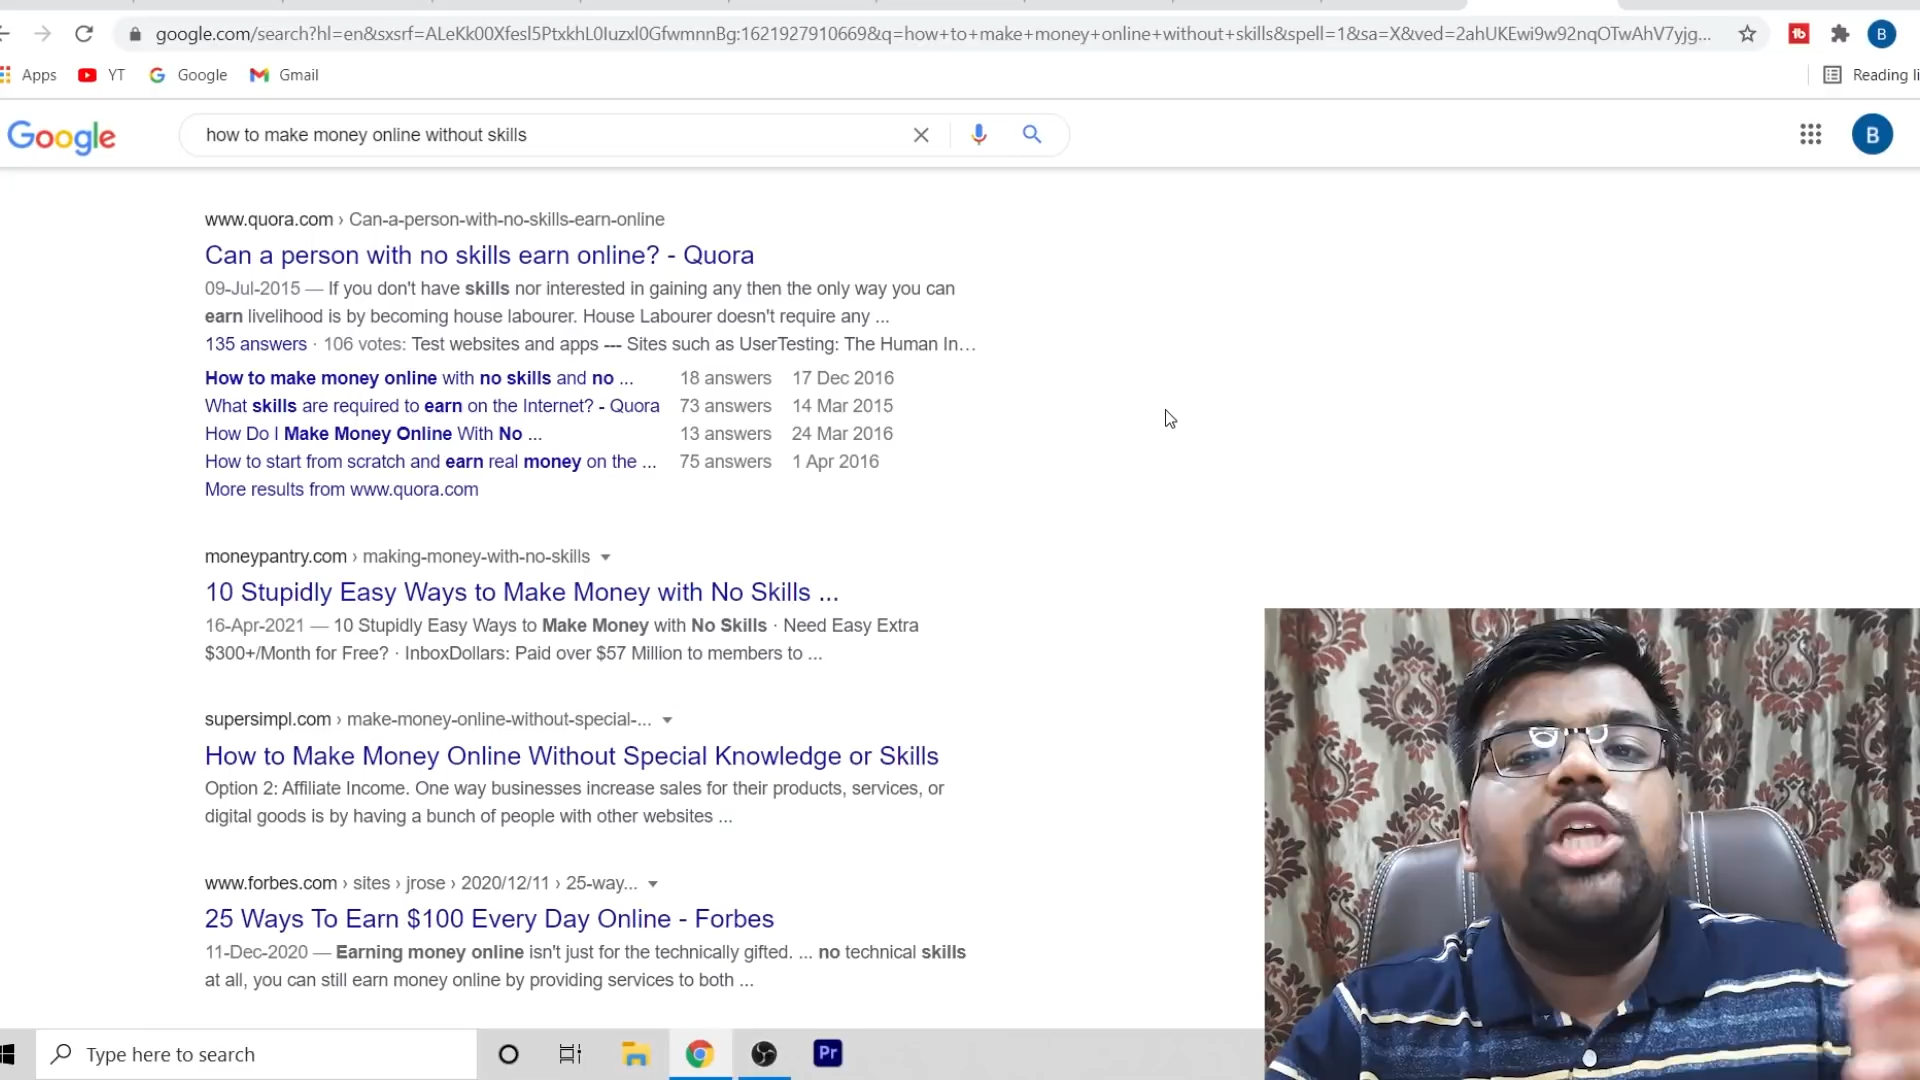 google.com/search?hl=en&sxsrf=ALeKk00Xfesl5PtxkhL0Iuzxl0GfwmnnBg:1621927910669&q=how+to+make+money+online+without+skills&spell=1&sa=X&ved=2ahUKEwi9w92nqOTwAhV7yjg...
Apps YT Google Gmail Reading li
Google how to make money online without skills B
www.quora.com › Can-a-person-with-no-skills-earn-online
Can a person with no skills earn online? - Quora
09-Jul-2015 — If you don't have skills nor interested in gaining any then the only way you can
earn livelihood is by becoming house labourer. House Labourer doesn't require any ...
135 answers · 106 votes: Test websites and apps --- Sites such as UserTesting: The Human In…
How to make money online with no skills and no ... 18 answers 17 Dec 2016
What skills are required to earn on the Internet? - Quora 73 answers 14 Mar 2015
How Do I Make Money Online With No ... 13 answers 24 Mar 2016
How to start from scratch and earn real money on the ... 75 answers 1 Apr 2016
More results from www.quora.com
moneypantry.com › making-money-with-no-skills
10 Stupidly Easy Ways to Make Money with No Skills ...
16-Apr-2021 — 10 Stupidly Easy Ways to Make Money with No Skills · Need Easy Extra
$300+/Month for Free? · InboxDollars: Paid over $57 Million to members to ...
supersimpl.com › make-money-online-without-special-...
How to Make Money Online Without Special Knowledge or Skills
Option 2: Affiliate Income. One way businesses increase sales for their products, services, or
digital goods is by having a bunch of people with other websites ...
www.forbes.com › sites › jrose › 2020/12/11 › 25-way...
25 Ways To Earn $100 Every Day Online - Forbes
11-Dec-2020 — Earning money online isn't just for the technically gifted. ... no technical skills
at all, you can still earn money online by providing services to both ...
Type here to search Pr